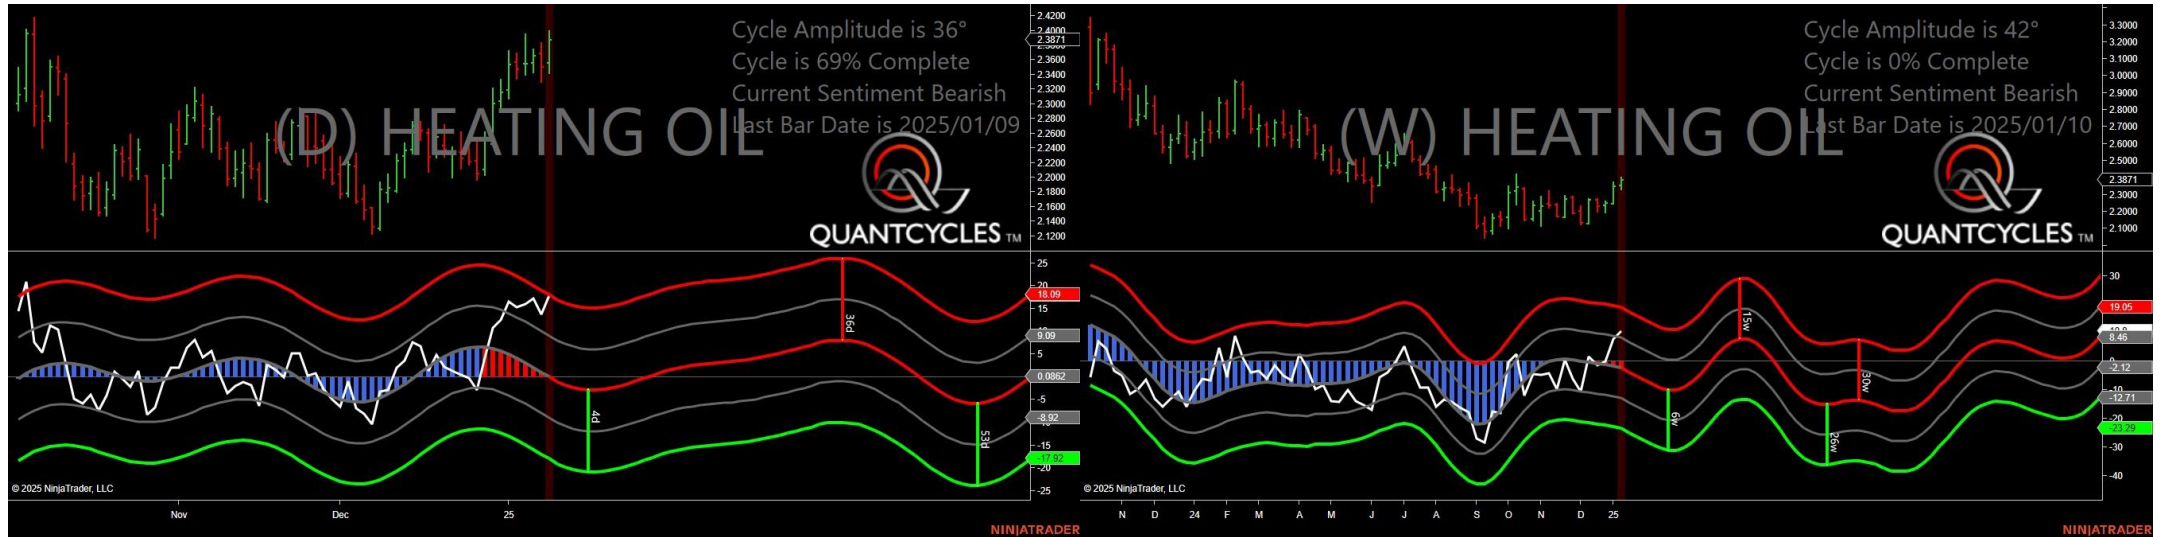 Cycle Amplitude is 36°
Cycle is 69% Complete
Current Sentiment Bearish
Last Bar Date is 2025/01/09
(D) HEATING OIL
QUANTCYCLES TM
2.4200
2.4000
2.3871
2.3600
2.3400
2.3200
2.3000
2.2800
2.2600
2.2400
2.2200
2.2000
2.1800
2.1600
2.1400
2.1200
25
18.09
15
9.09
5
0.0862
-5
-8.92
-15
-17.92
-20
-25
36d
4d
53d
© 2025 NinjaTrader, LLC
Nov
Dec
25
NINJATRADER
Cycle Amplitude is 42°
Cycle is 0% Complete
Current Sentiment Bearish
Last Bar Date is 2025/01/10
(W) HEATING OIL
QUANTCYCLES TM
3.3000
3.2000
3.1000
3.0000
2.9000
2.8000
2.7000
2.6000
2.5000
2.3871
2.3000
2.2000
2.1000
30
19.05
8.46
0
-2.12
-10
-12.71
-20
-23.29
-30
-40
15w
30w
6w
26w
© 2025 NinjaTrader, LLC
N D 24 F M A M J J A S O N D 25
NINJATRADER